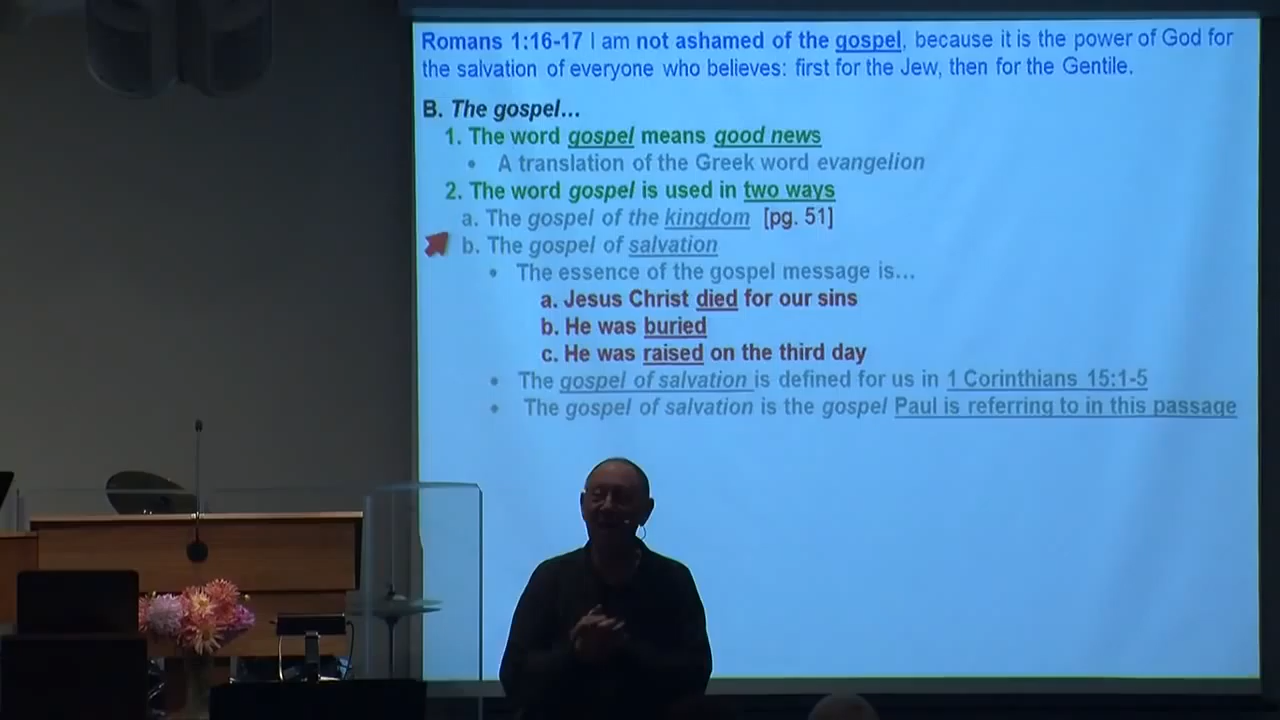 Romans 1:16-17 I am not ashamed of the gospel, because it is the power of God for
the salvation of everyone who believes: first for the Jew, then for the Gentile.
B. The gospel...
1. The word gospel means good news
• A translation of the Greek word evangelion
2. The word gospel is used in two ways
a. The gospel of the kingdom [pg. 51]
b. The gospel of salvation
• The essence of the gospel message is...
a. Jesus Christ died for our sins
b. He was buried
c. He was raised on the third day
• The gospel of salvation is defined for us in 1 Corinthians 15:1-5
• The gospel of salvation is the gospel Paul is referring to in this passage